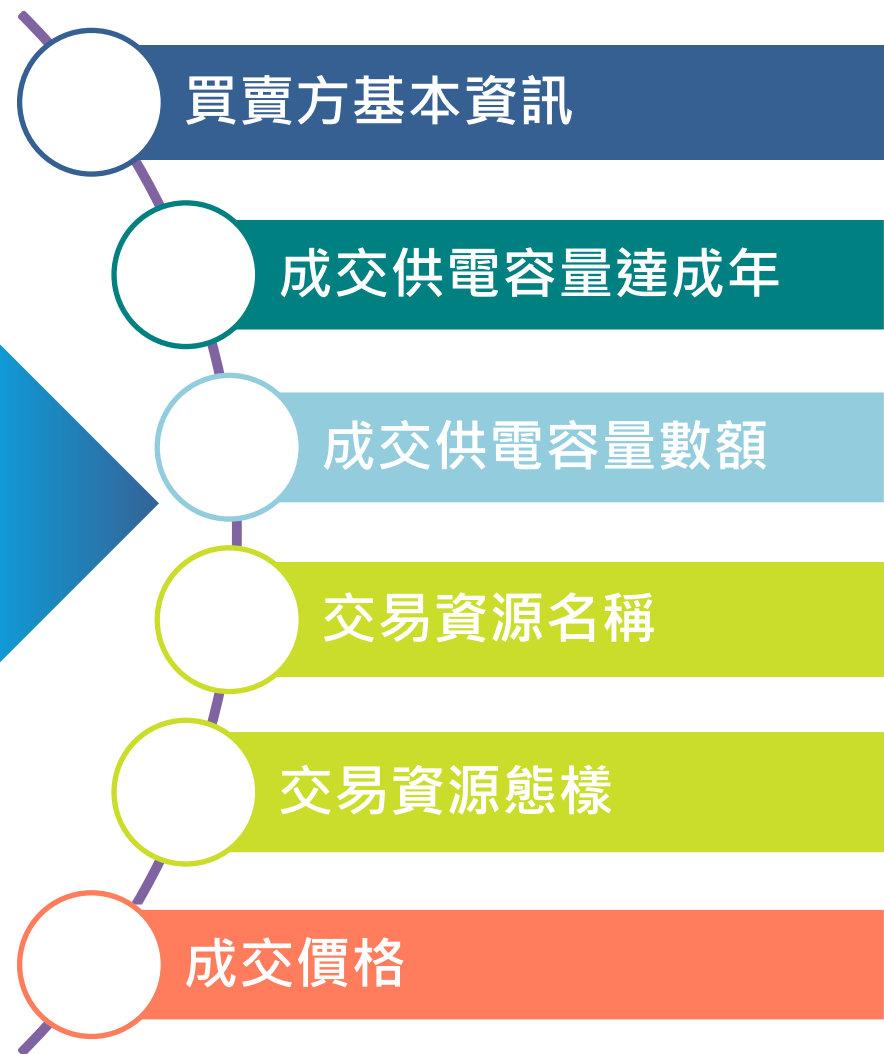 買賣方基本資訊
成交供電容量達成年
成交供電容量數額
交易資源名稱
交易資源態樣
成交價格